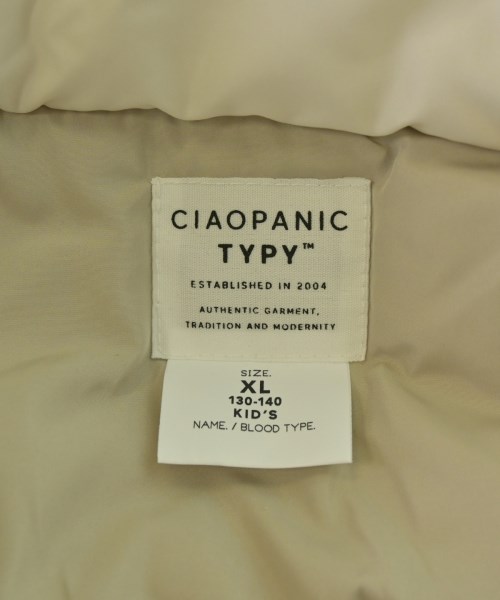 CIAOPANIC
TYPY™
ESTABLISHED IN 2004
AUTHENTIC GARMENT,
TRADITION AND MODERNITY
SIZE.
XL
130-140
KID'S
NAME. / BLOOD TYPE.